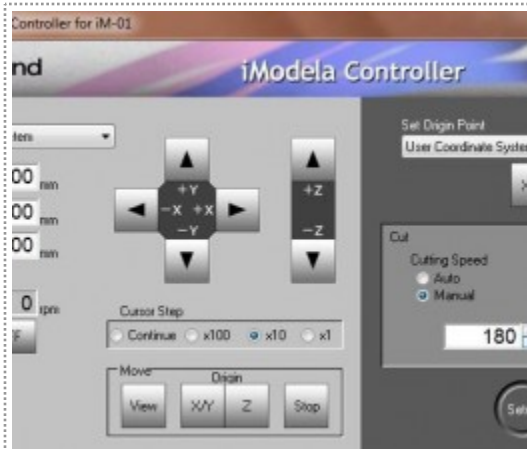 Controller for iM-01
nd
iModela Controller
Set Origin Point
User Coordinate System
tem
00 mm
00 mm
00 mm
+Y
-X +X
-Y
+Z
-Z
Cut
Cutting Speed
Auto
Manual
180
0 rpm
Cursor Step
Continue x100 x10 x1
Move
Origin
View X/Y Z Stop